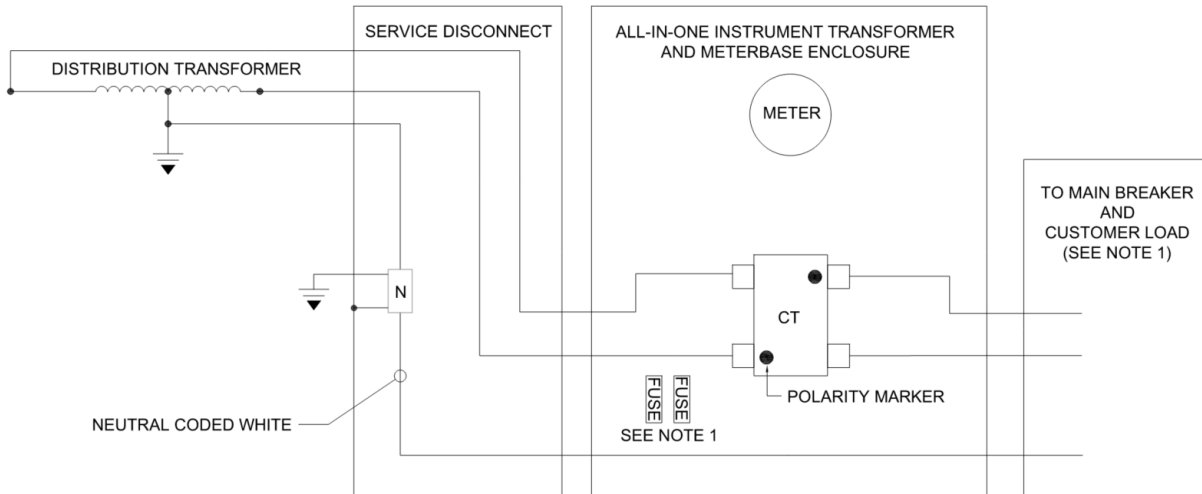 SERVICE DISCONNECT
ALL-IN-ONE INSTRUMENT TRANSFORMER
AND METERBASE ENCLOSURE
DISTRIBUTION TRANSFORMER
METER
TO MAIN BREAKER
AND
CUSTOMER LOAD
(SEE NOTE 1)
N
CT
FUSE
FUSE
POLARITY MARKER
NEUTRAL CODED WHITE
SEE NOTE 1